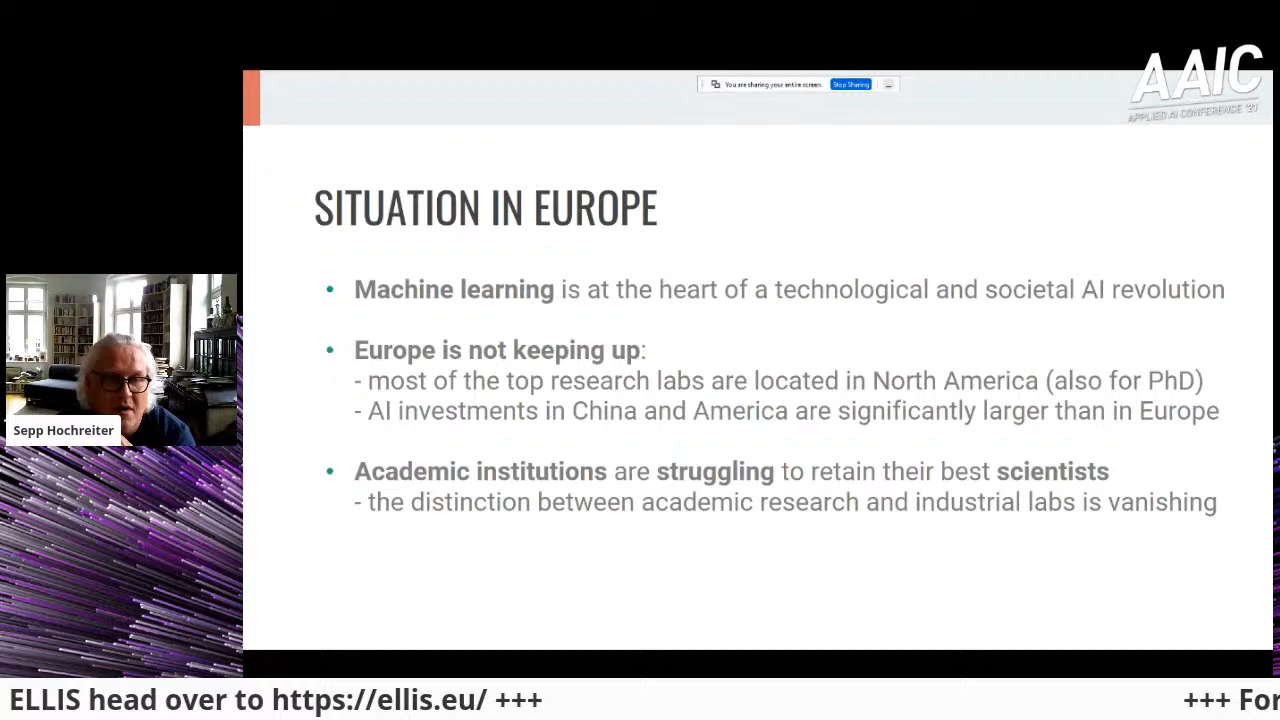 You are sharing your entire screen.
Stop Sharing
AAIC
APPLIED AI CONFERENCE '21
SITUATION IN EUROPE
• Machine learning is at the heart of a technological and societal AI revolution
• Europe is not keeping up:
- most of the top research labs are located in North America (also for PhD)
- AI investments in China and America are significantly larger than in Europe
• Academic institutions are struggling to retain their best scientists
- the distinction between academic research and industrial labs is vanishing
Sepp Hochreiter
ELLIS head over to https://ellis.eu/ +++ +++ For